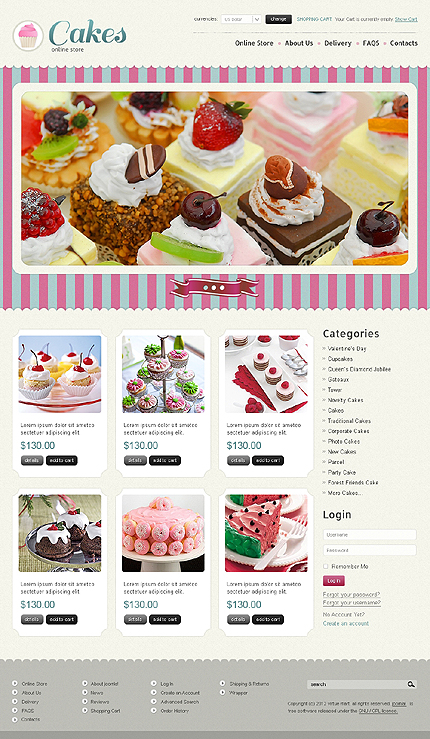 currencies: US dollar change SHOPPING CART Your Cart is currently empty Show Cart
Cakes
online store
Online Store About Us Delivery FAQS Contacts
Categories
Valentine's Day
Cupcakes
Queen's Diamond Jubilee
Gateaux
Tower
Novelty Cakes
Cakes
Traditional Cakes
Corporate Cakes
Photo Cakes
New Cakes
Parcel
Party Cake
Forest Friends Cake
More Cakes...
Lorem ipsum dolor sit ametco
sectetuer adipiscing elit.
$130.00
details add to cart
Lorem ipsum dolor sit ametco
sectetuer adipiscing elit.
$130.00
details add to cart
Lorem ipsum dolor sit ametco
sectetuer adipiscing elit.
$130.00
details add to cart
Login
Username
Password
Remember Me
Log in
Forgot your password?
Forgot your username?
No Account Yet?
Create an account
Lorem ipsum dolor sit ametco
sectetuer adipiscing elit.
$130.00
details add to cart
Lorem ipsum dolor sit ametco
sectetuer adipiscing elit.
$130.00
details add to cart
Lorem ipsum dolor sit ametco
sectetuer adipiscing elit.
$130.00
details add to cart
Online Store
About Us
Delivery
FAQS
Contacts
About Joomla!
News
Reviews
Shopping Cart
Log In
Create an Account
Advanced Search
Order History
Shipping & Returns
Wrapper
search
Copyright (c) 2012 Virtue Mart. All rights reserved. Joomla! is
free software released under the GNU/GPL license.